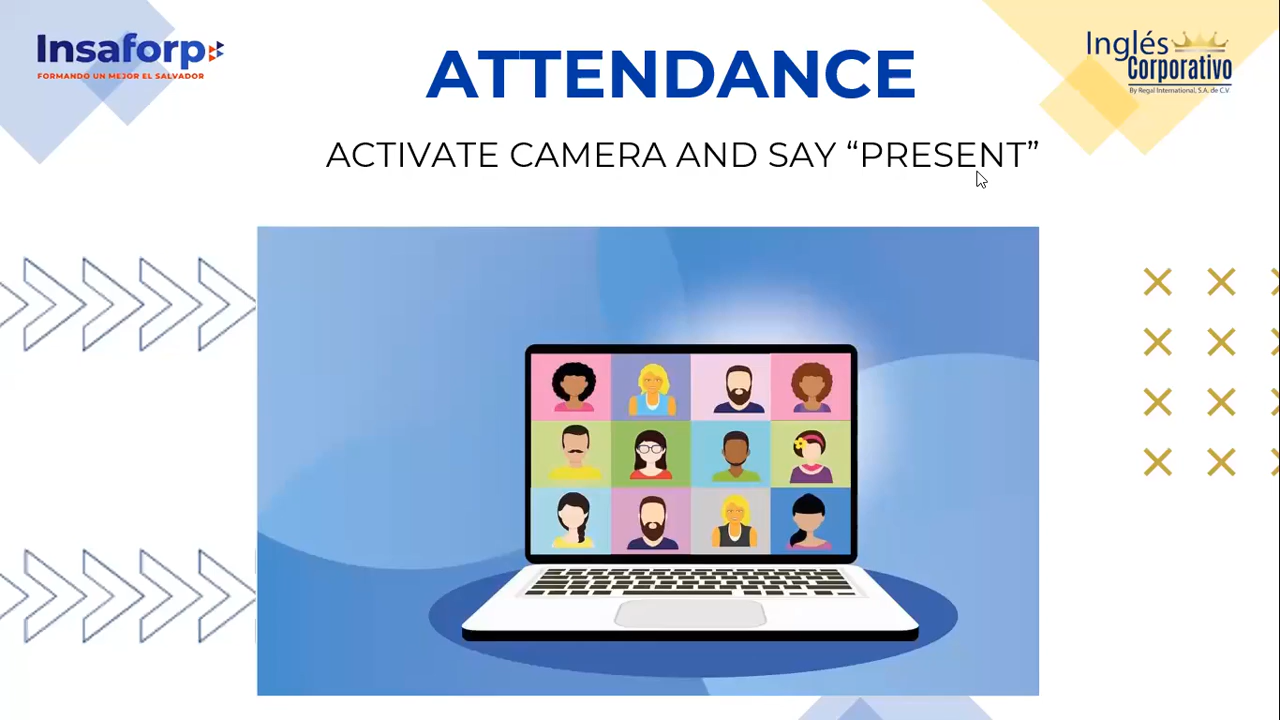 Insaforp
FORMANDO UN MEJOR EL SALVADOR
ATTENDANCE
Inglés
Corporativo
By Regal International, S.A. de C.V
ACTIVATE CAMERA AND SAY “PRESENT”